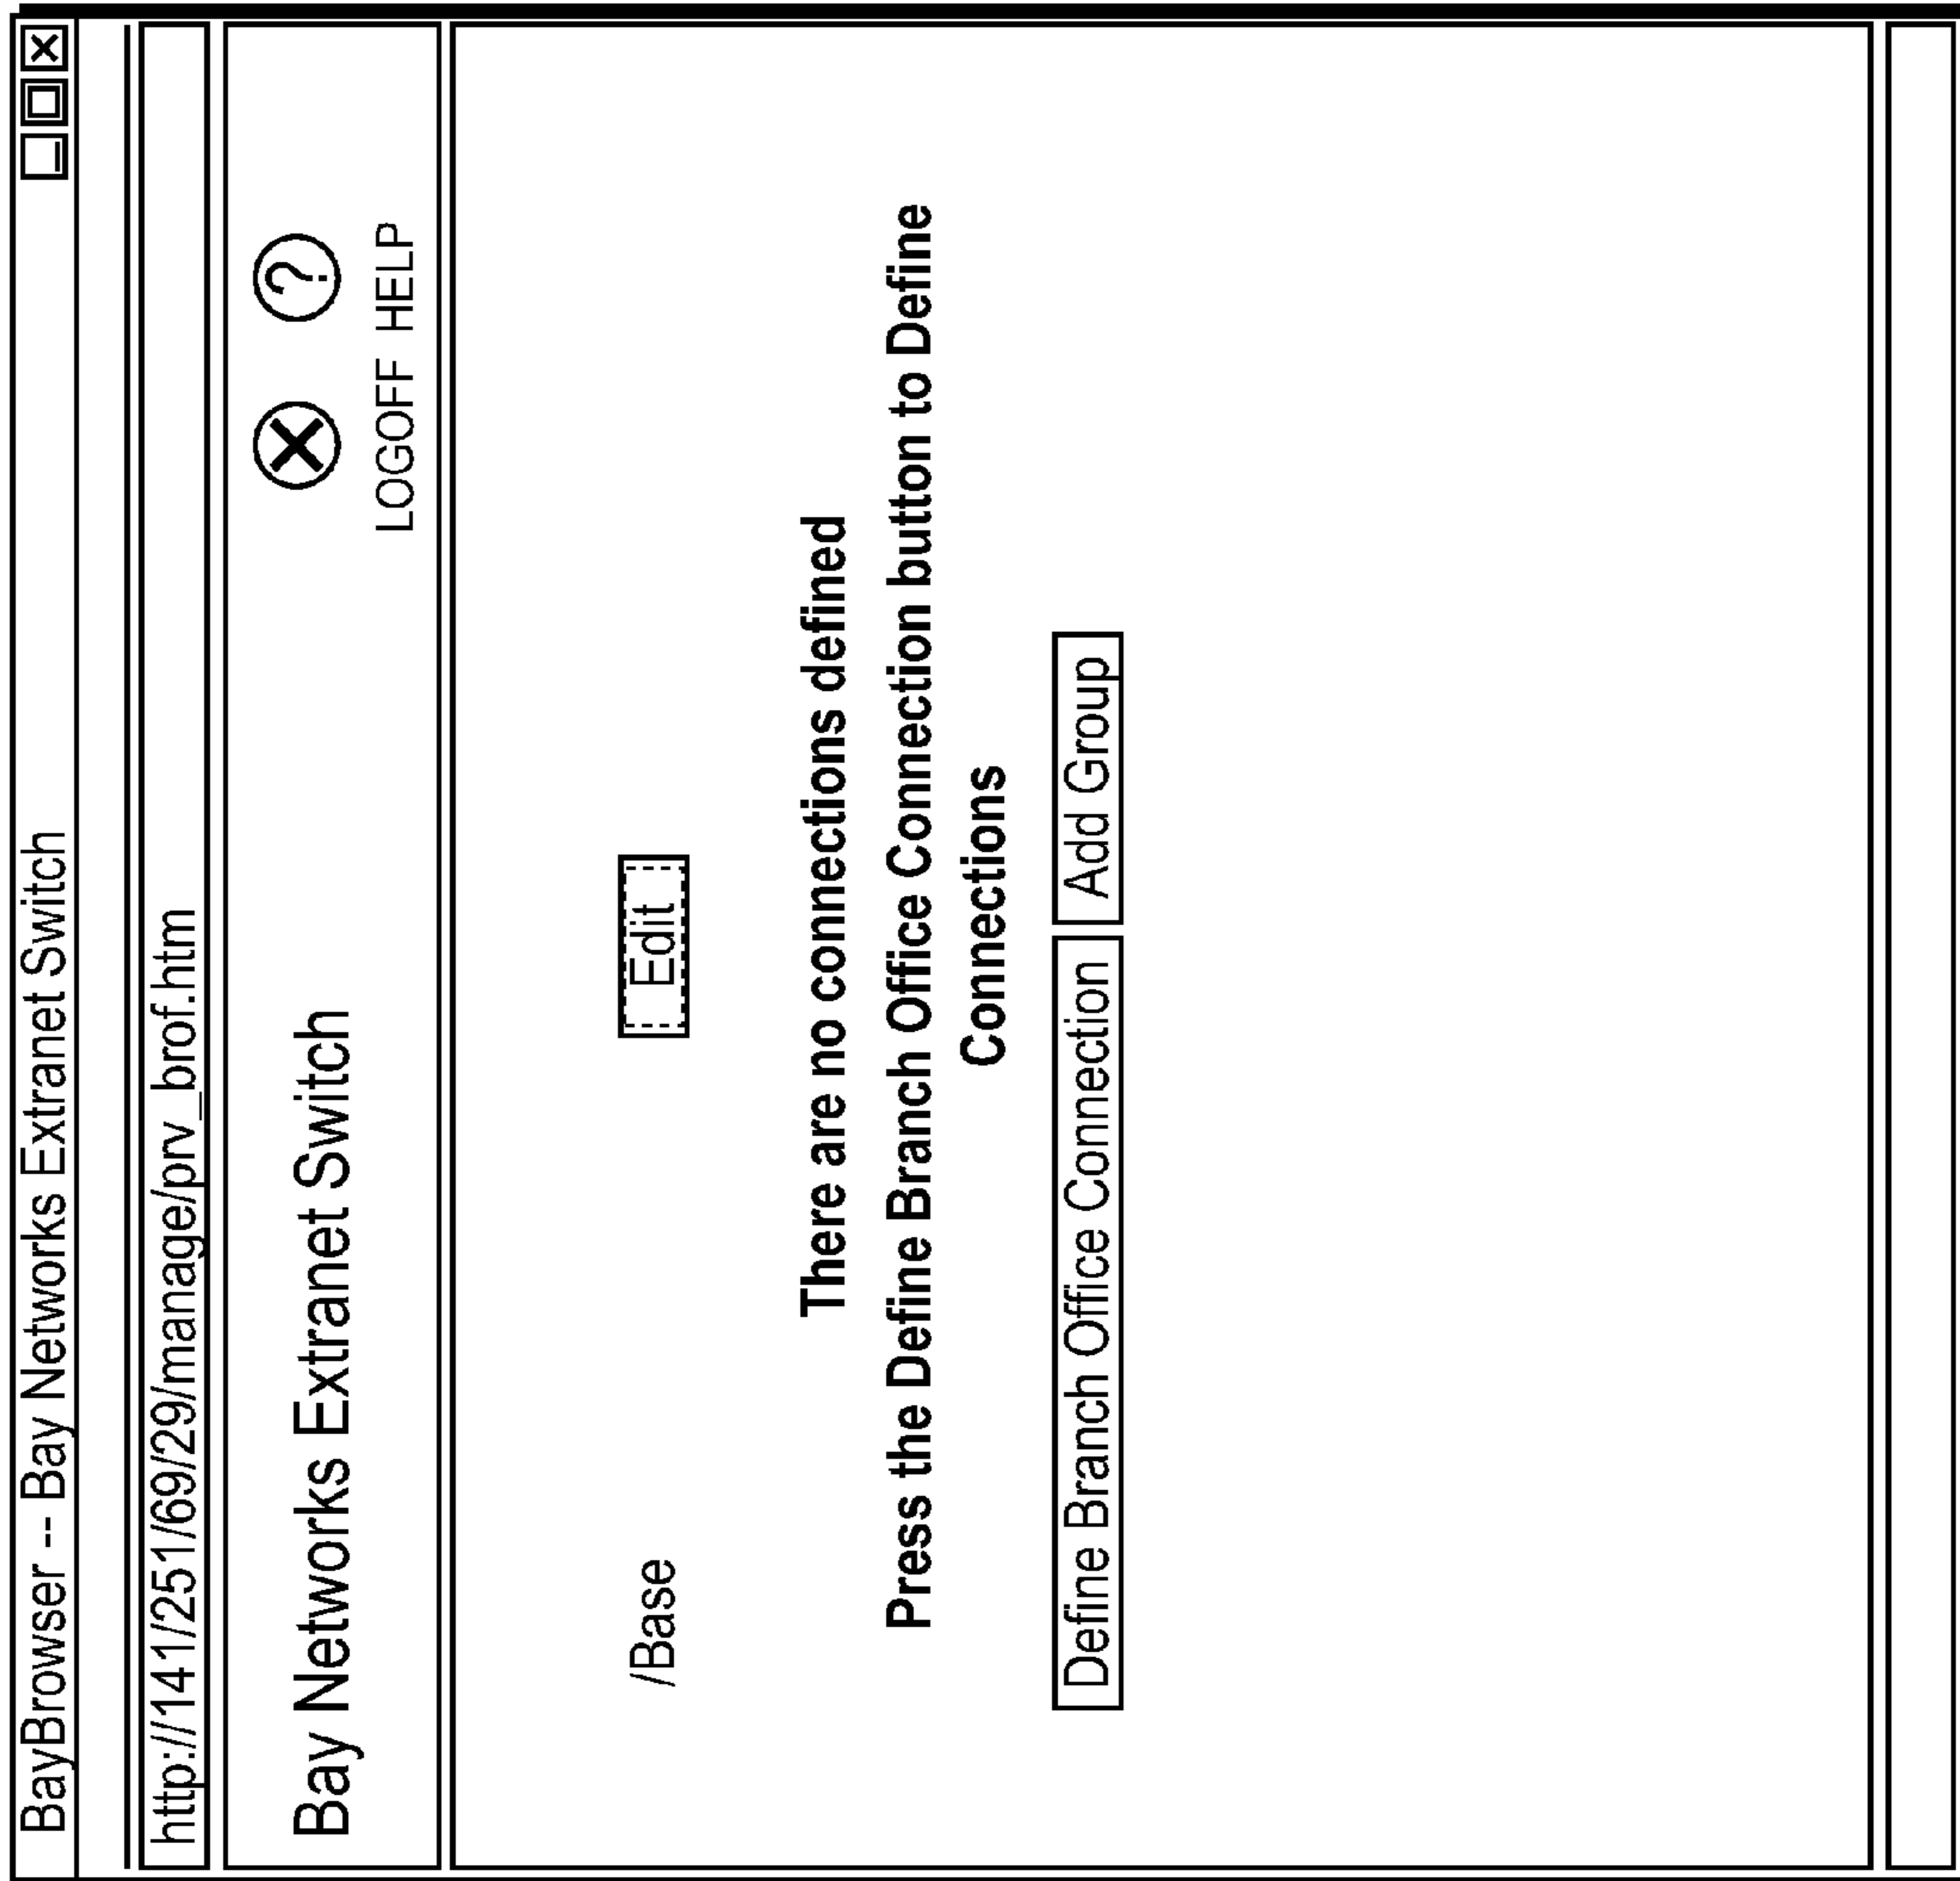 BayBrowser -- Bay Networks Extranet Switch
http://141/251/69/29/manage/prv_brof.htm
Bay Networks Extranet Switch
?
LOGOFF HELP
/Base Edit
There are no connections defined
Press the Define Branch Office Connection button to Define
Connections
Define Branch Office Connection Add Group